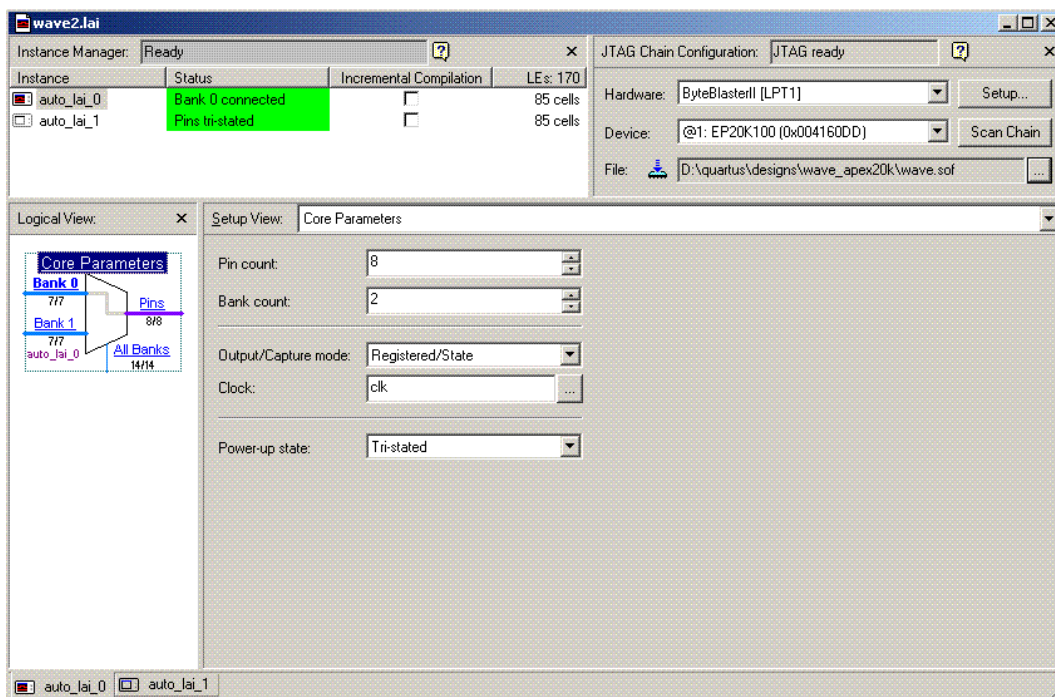 wave2.lai
Instance Manager: Ready
Instance Status Incremental Compilation LEs: 170
auto_lai_0 Bank 0 connected 85 cells
auto_lai_1 Pins tri-stated 85 cells
JTAG Chain Configuration: JTAG ready
Hardware: ByteBlasterII [LPT1] Setup...
Device: @1: EP20K100 (0x004160DD) Scan Chain
File: D:\quartus\designs\wave_apex20k\wave.sof ...
Logical View:
Core Parameters
Bank 0
7/7
Pins
8/8
Bank 1
7/7
auto_lai_0
All Banks
14/14
Setup View: Core Parameters
Pin count: 8
Bank count: 2
Output/Capture mode: Registered/State
Clock: clk ...
Power-up state: Tri-stated
auto_lai_0 auto_lai_1